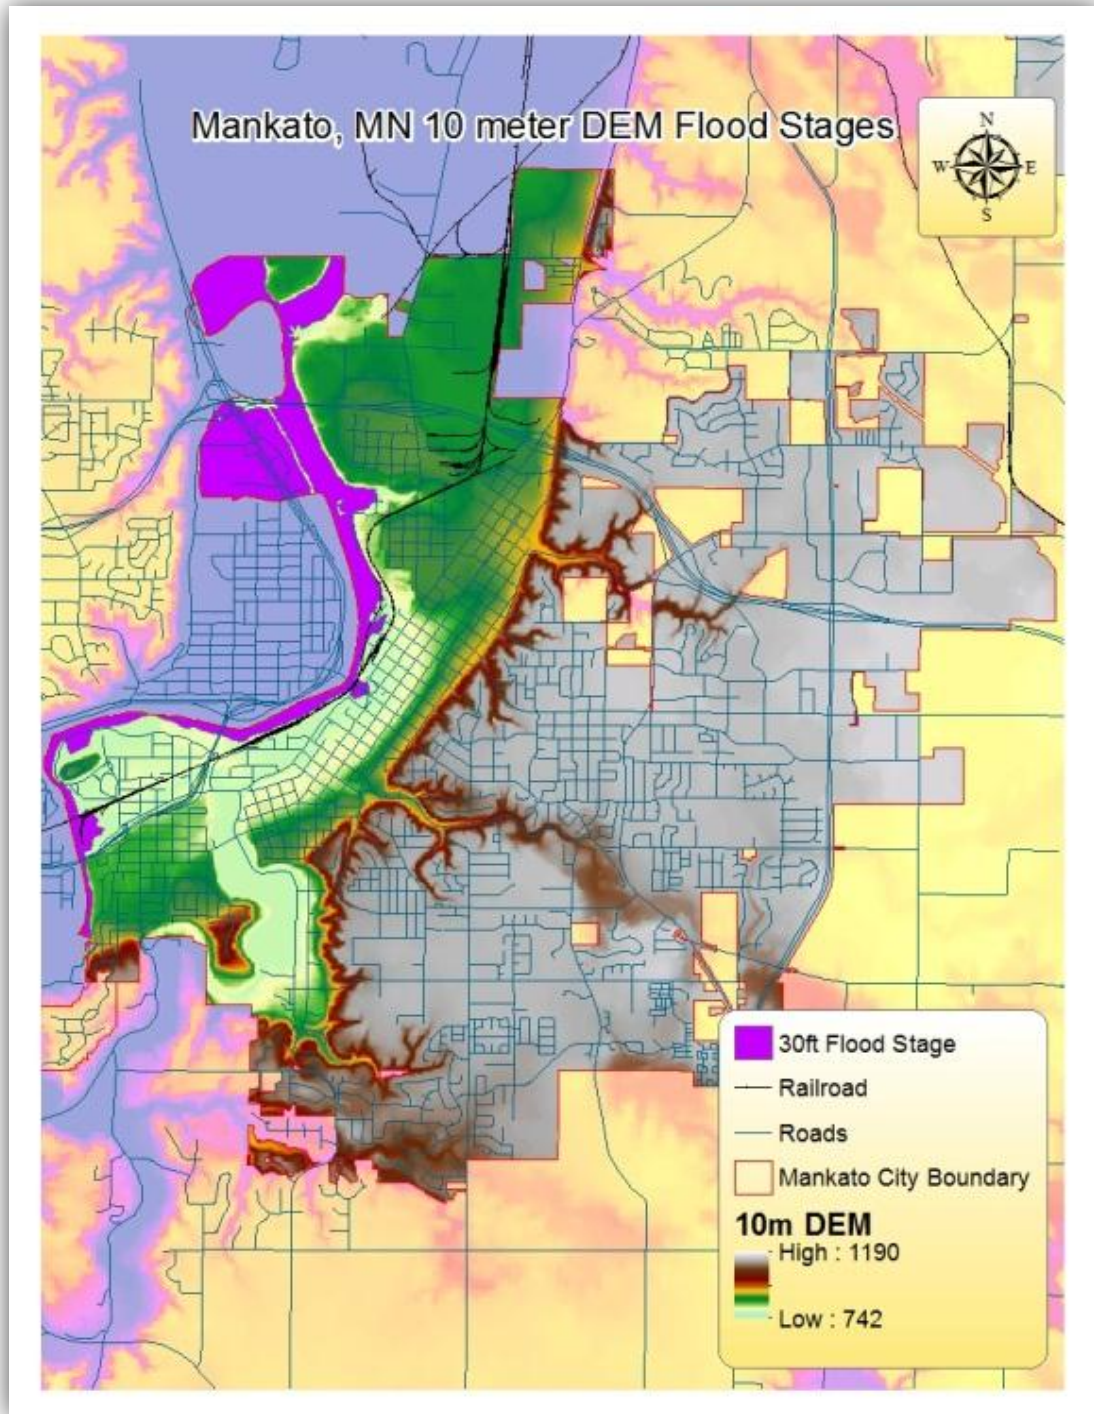 Mankato, MN 10 meter DEM Flood Stages
N
W
E
S
30ft Flood Stage
Railroad
Roads
Mankato City Boundary
10m DEM
High : 1190
Low : 742